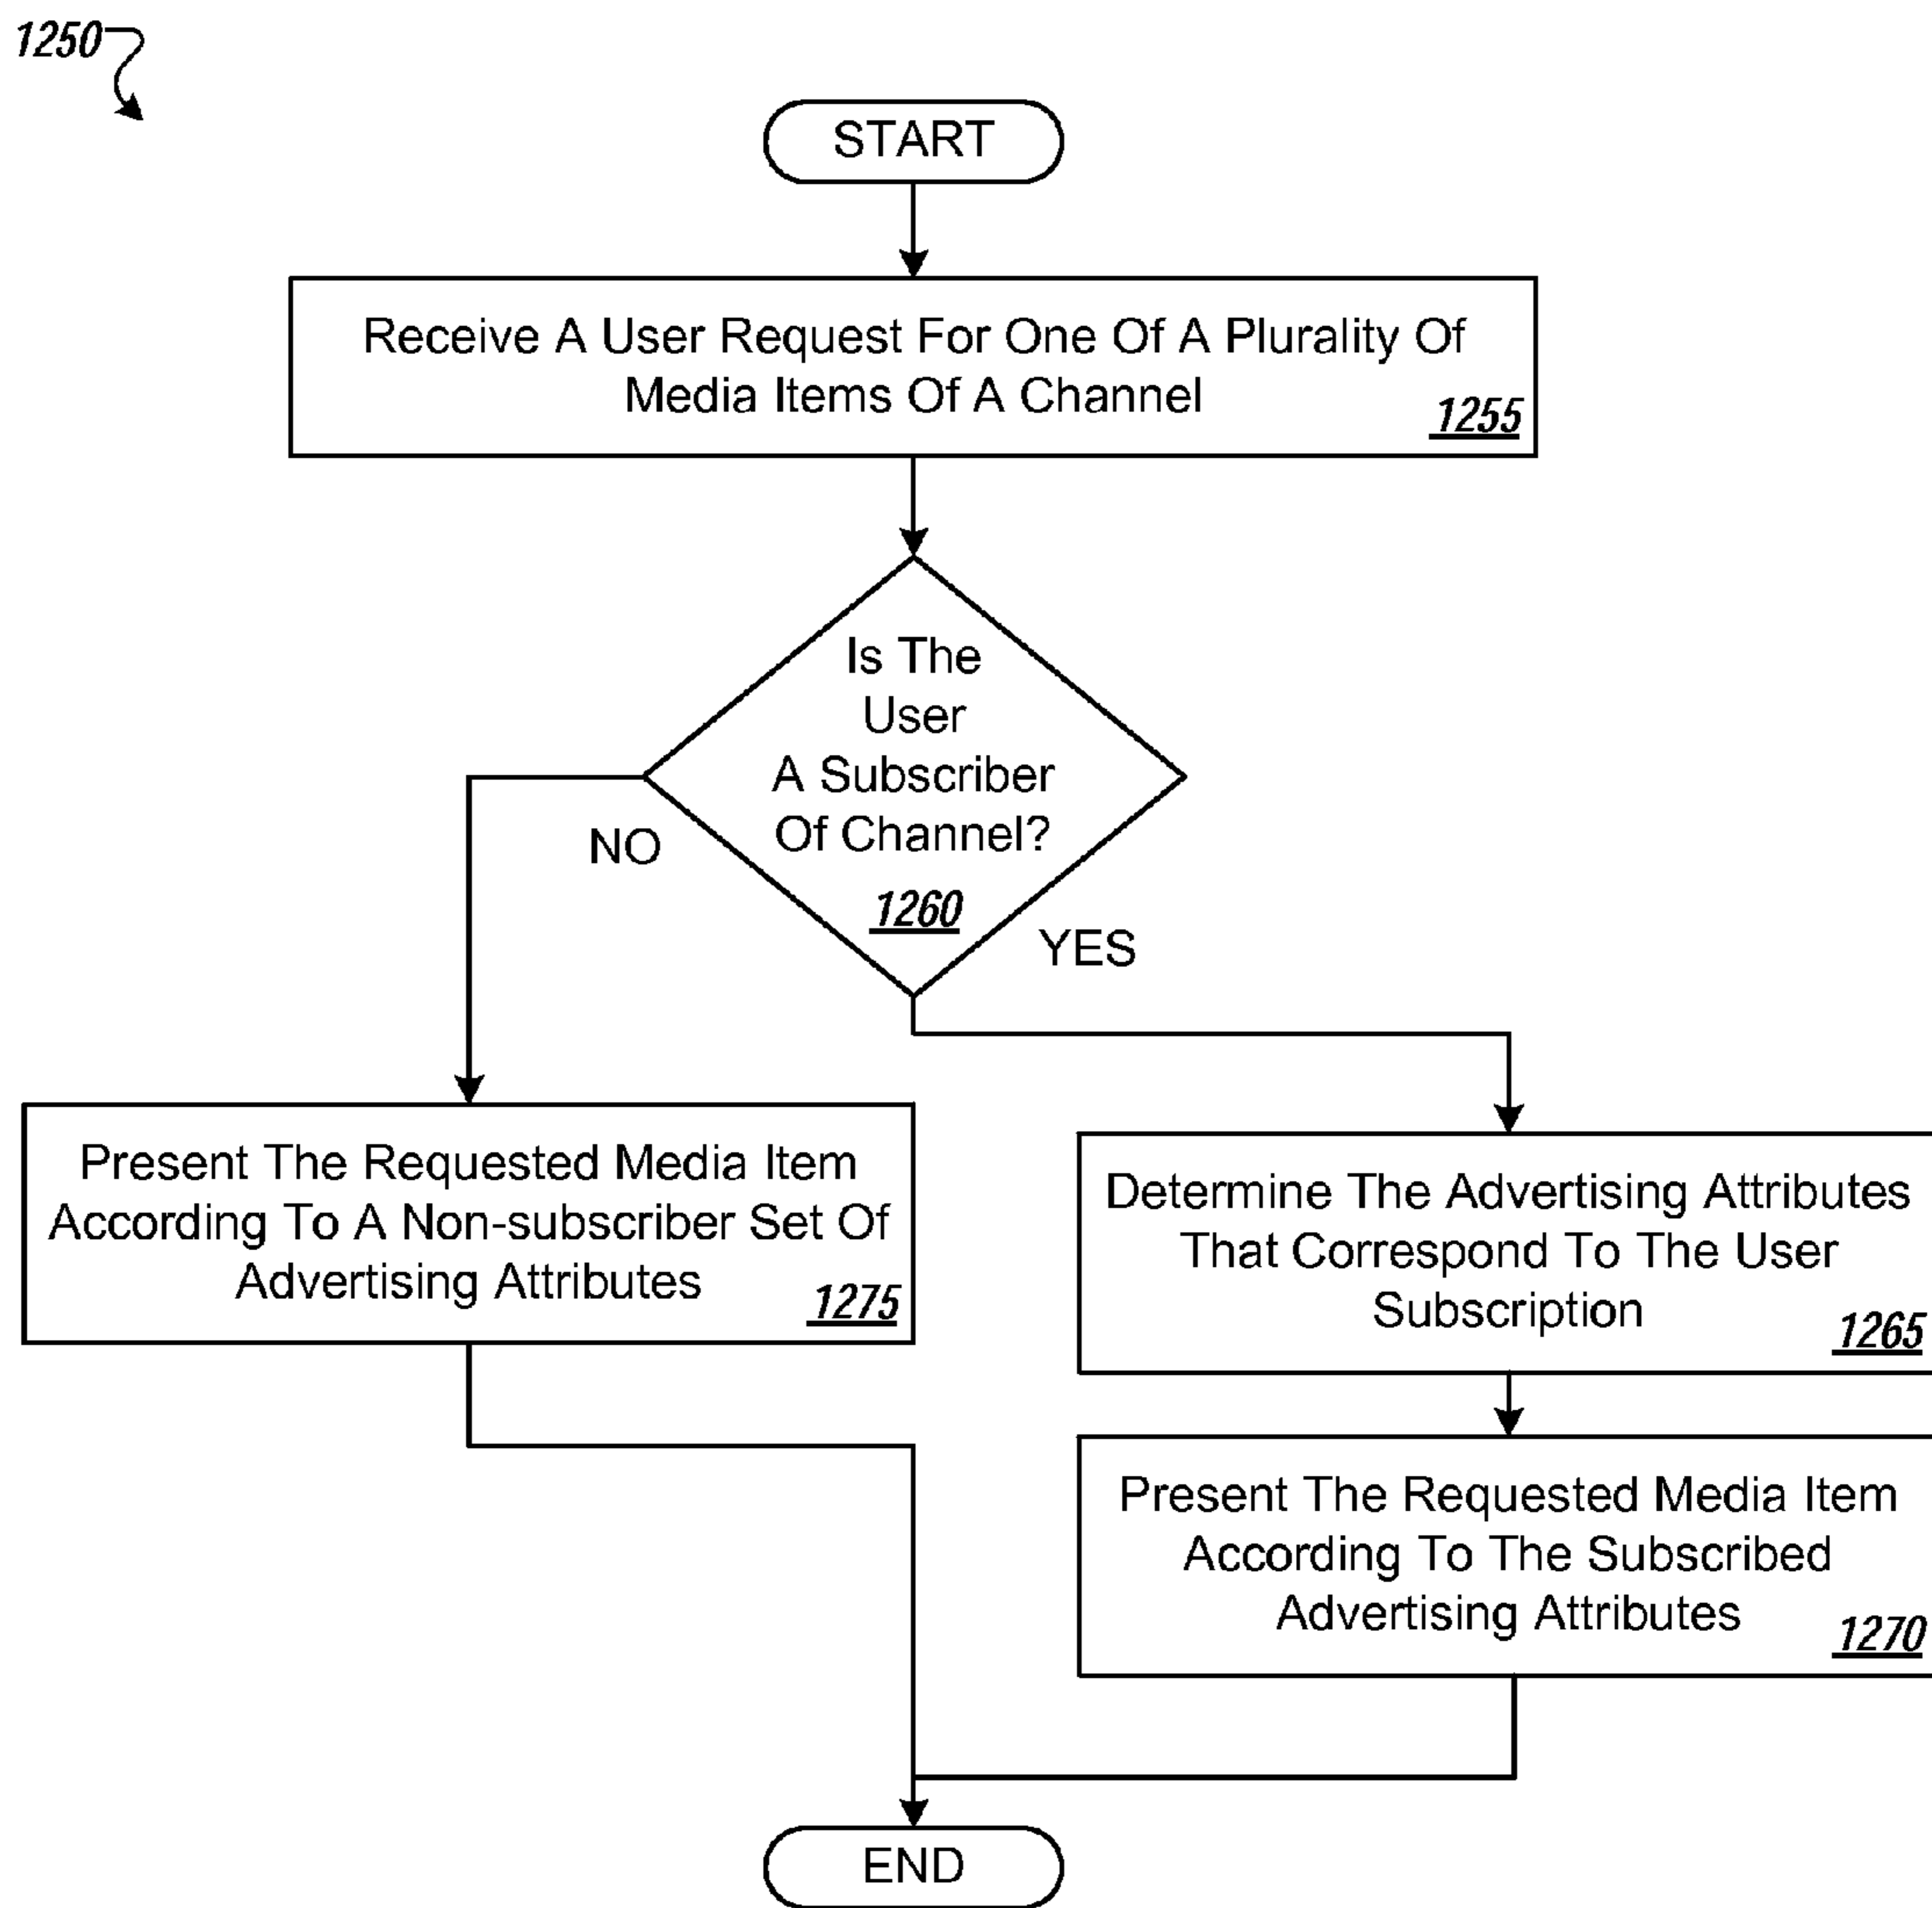 1250
START
Receive A User Request For One Of A Plurality Of
Media Items Of A Channel
1255
Is The
User
A Subscriber
Of Channel?
1260
NO
YES
Present The Requested Media Item
According To A Non-subscriber Set Of
Advertising Attributes
1275
Determine The Advertising Attributes
That Correspond To The User
Subscription
1265
Present The Requested Media Item
According To The Subscribed
Advertising Attributes
1270
END